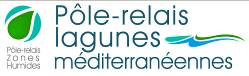 Pôle-relais
lagunes
méditerranéennes
Pôle-relais
Zones
Humides